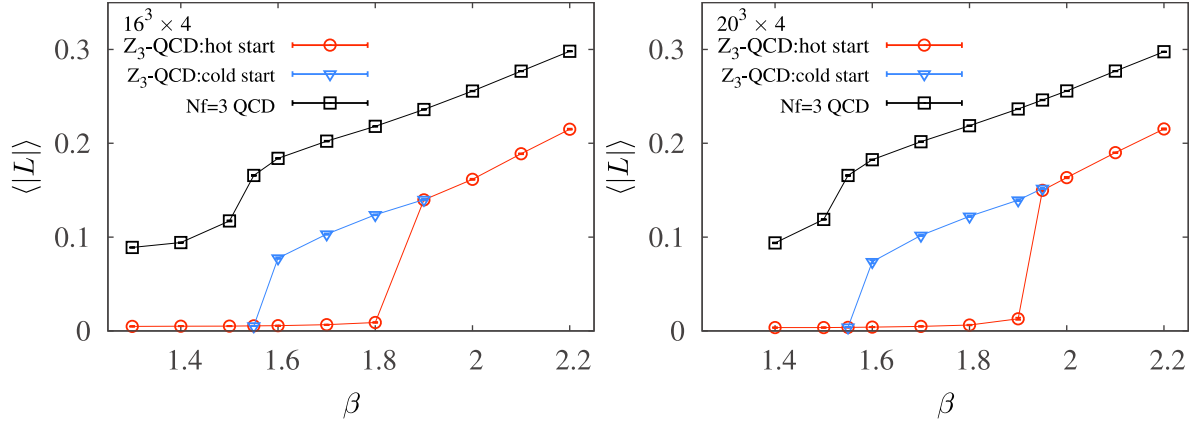 16³ × 4
Z₃-QCD:hot start
Z₃-QCD:cold start
Nf=3 QCD
0.3
0.2
0.1
0
⟨|L|⟩
1.4 1.6 1.8 2 2.2
β
20³ × 4
Z₃-QCD:hot start
Z₃-QCD:cold start
Nf=3 QCD
0.3
0.2
0.1
0
⟨|L|⟩
1.4 1.6 1.8 2 2.2
β